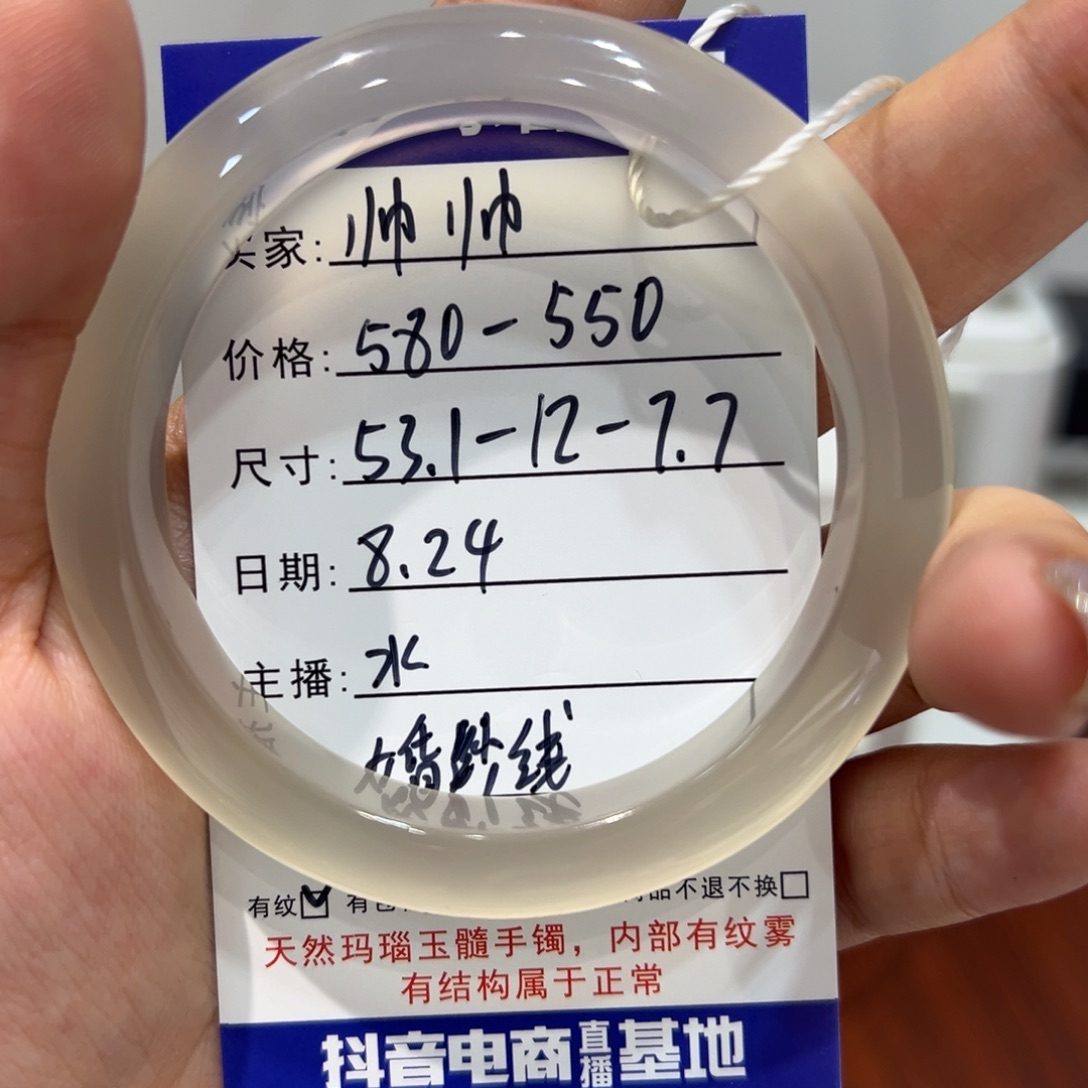 买家: 帅帅
价格: 580-550
尺寸: 53.1-12-7.7
日期: 8.24
主播: 水
婚纱线
有纹 品不退不换
天然玛瑙玉髓手镯，内部有纹雾
有结构属于正常
抖音电商直播基地